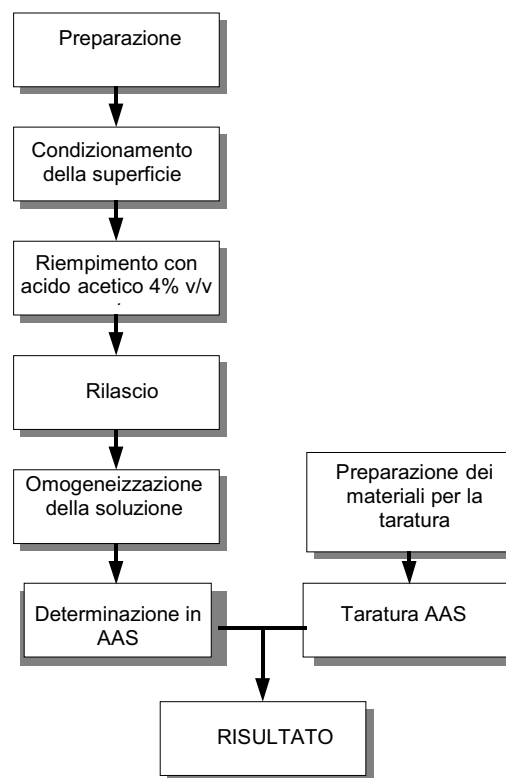 Preparazione
Condizionamento
della superficie
Riempimento con
acido acetico 4% v/v
Rilascio
Omogeneizzazione
della soluzione
Preparazione dei
materiali per la
taratura
Determinazione in
AAS
Taratura AAS
RISULTATO